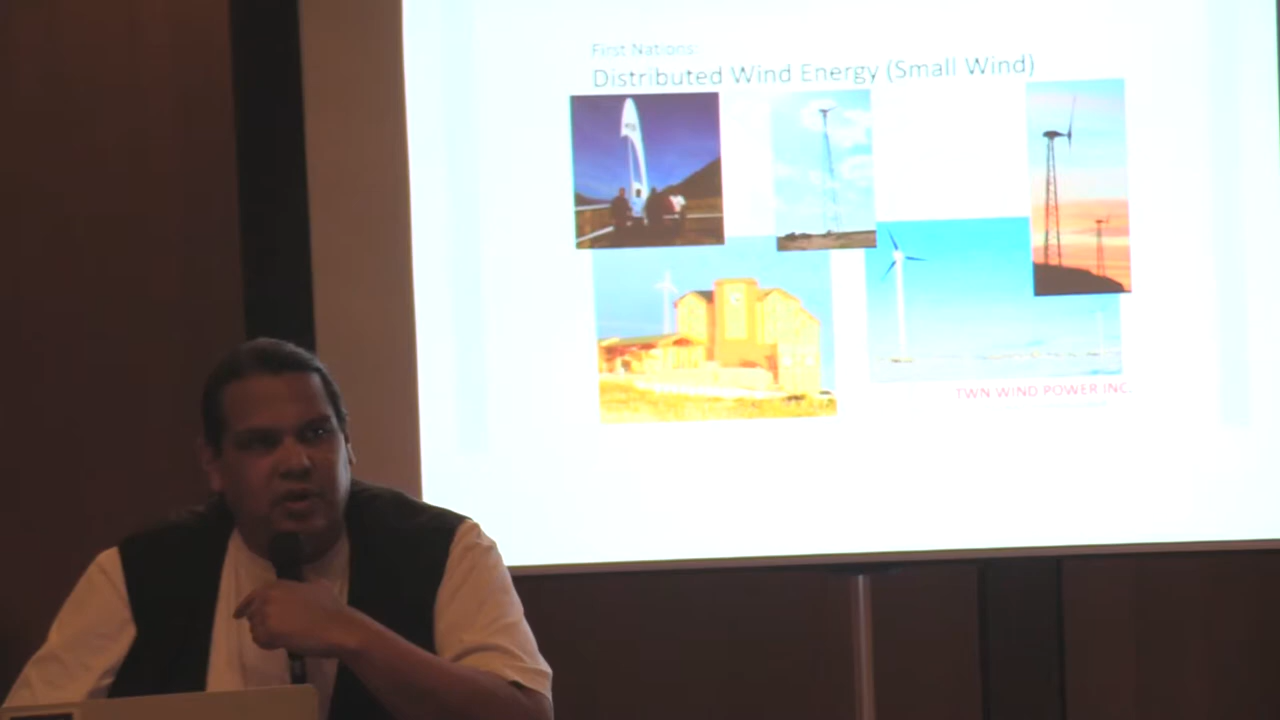 First Nations:
Distributed Wind Energy (Small Wind)
TWN WIND POWER INC.